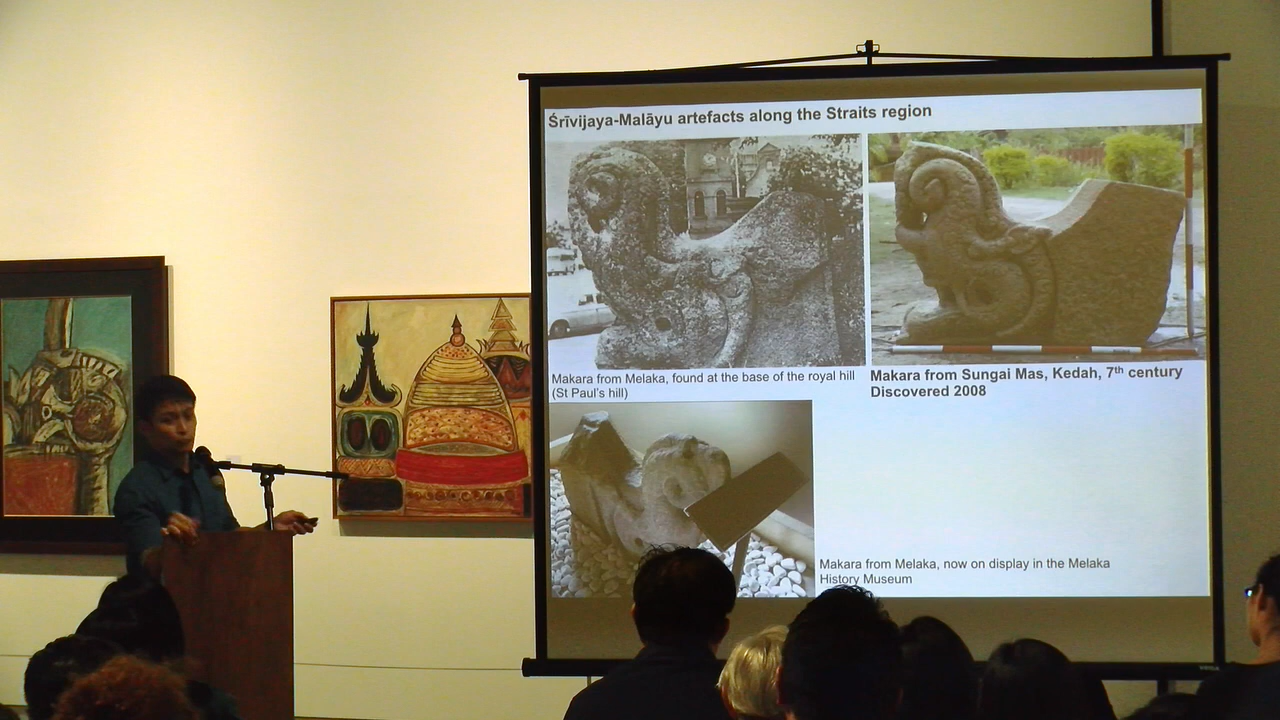 Śrīvijaya-Malāyu artefacts along the Straits region
Makara from Melaka, found at the base of the royal hill
(St Paul's hill)
Makara from Sungai Mas, Kedah, 7th century
Discovered 2008
Makara from Melaka, now on display in the Melaka
History Museum